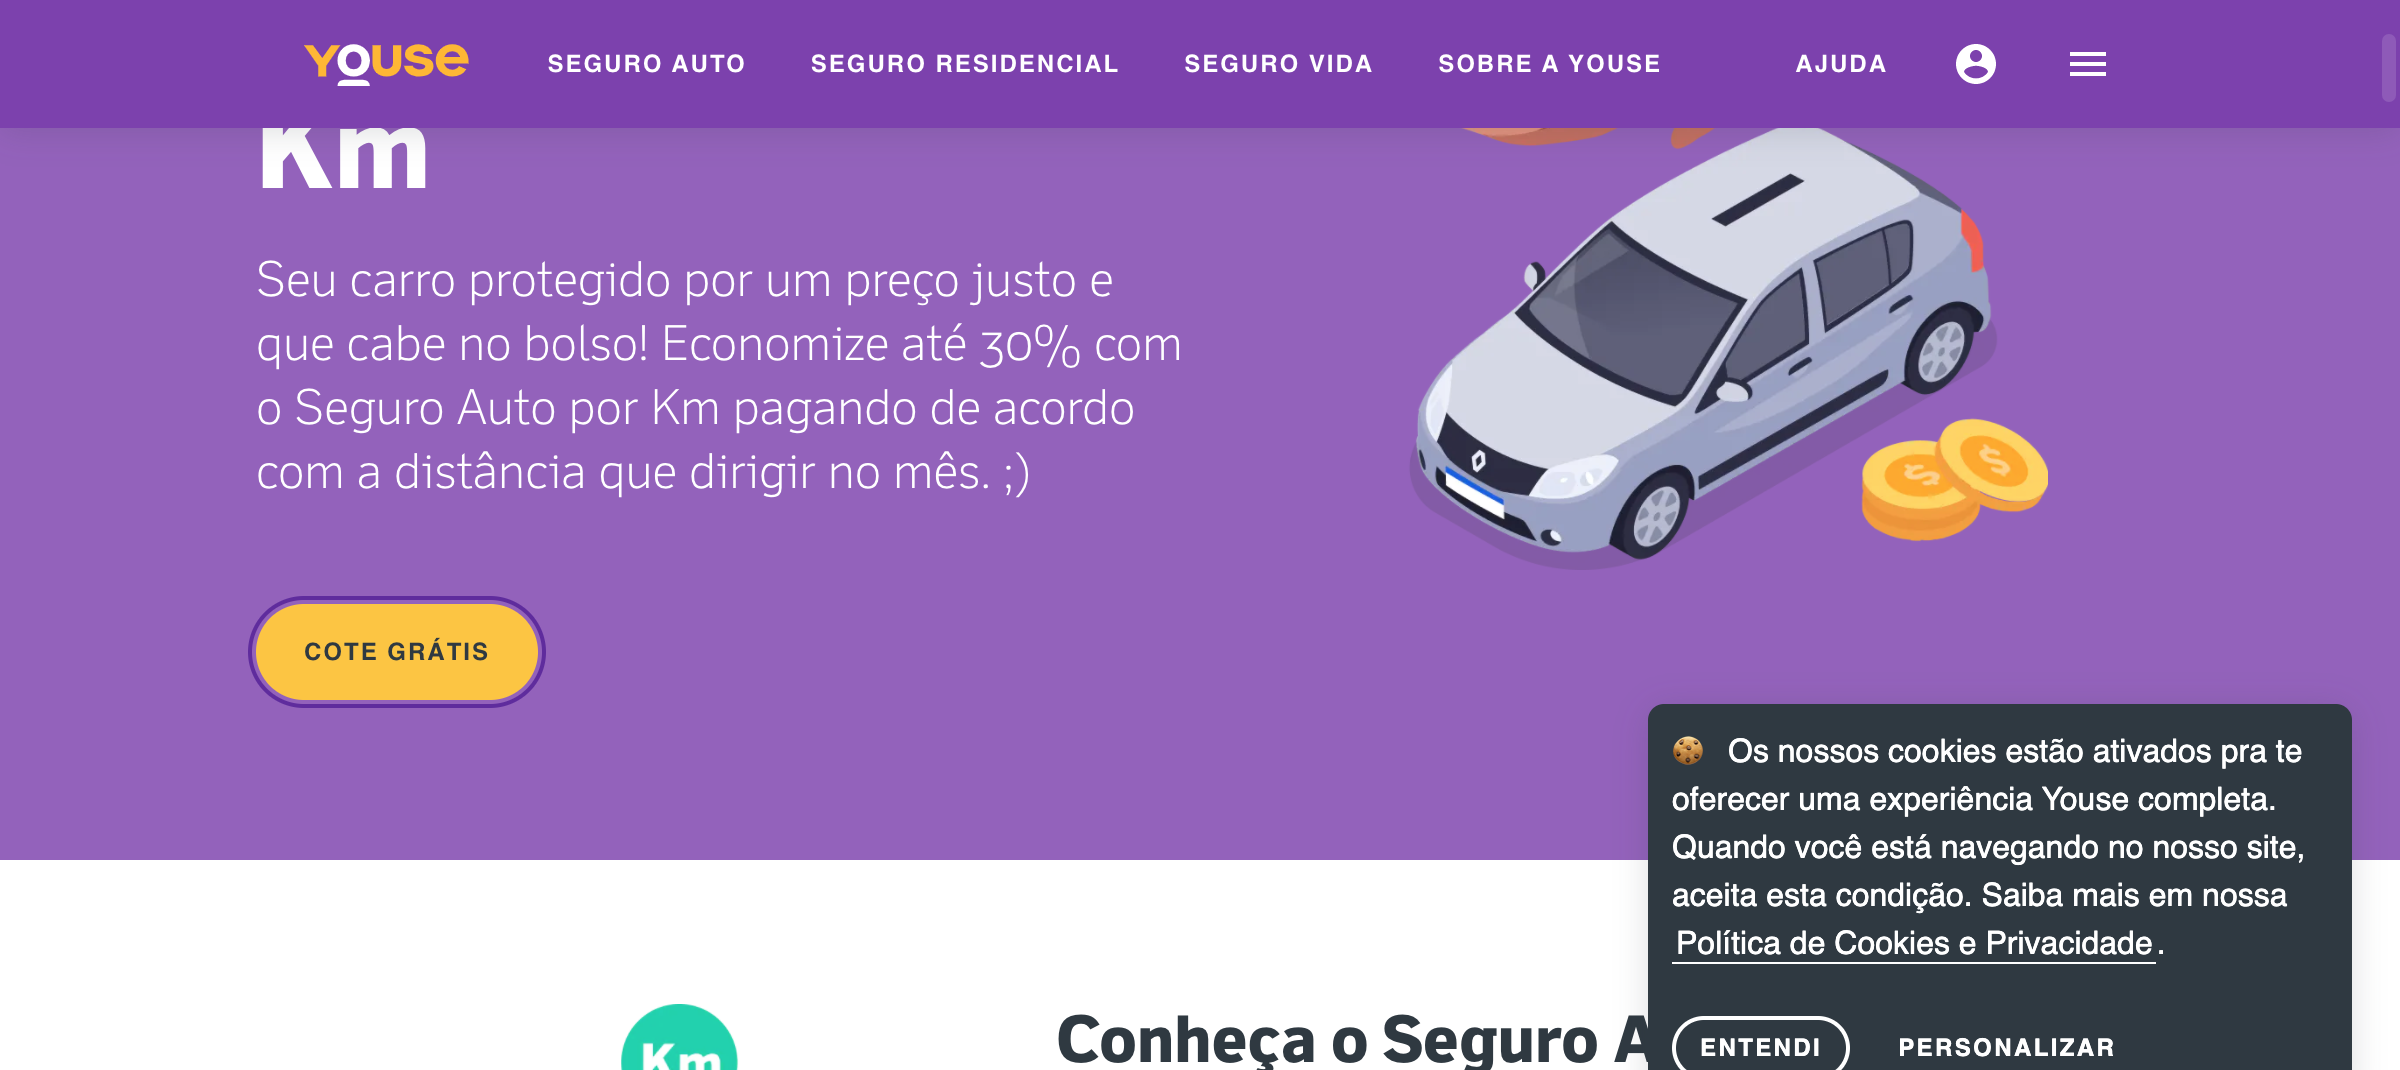 Youse
SEGURO AUTO
SEGURO RESIDENCIAL
SEGURO VIDA
SOBRE A YOUSE
AJUDA
Km
Seu carro protegido por um preço justo e
que cabe no bolso! Economize até 30% com
o Seguro Auto por Km pagando de acordo
com a distância que dirigir no mês. ;)
COTE GRÁTIS
🍪 Os nossos cookies estão ativados pra te
oferecer uma experiência Youse completa.
Quando você está navegando no nosso site,
aceita esta condição. Saiba mais em nossa
Política de Cookies e Privacidade.
ENTENDI
PERSONALIZAR
Km
Conheça o Seguro A